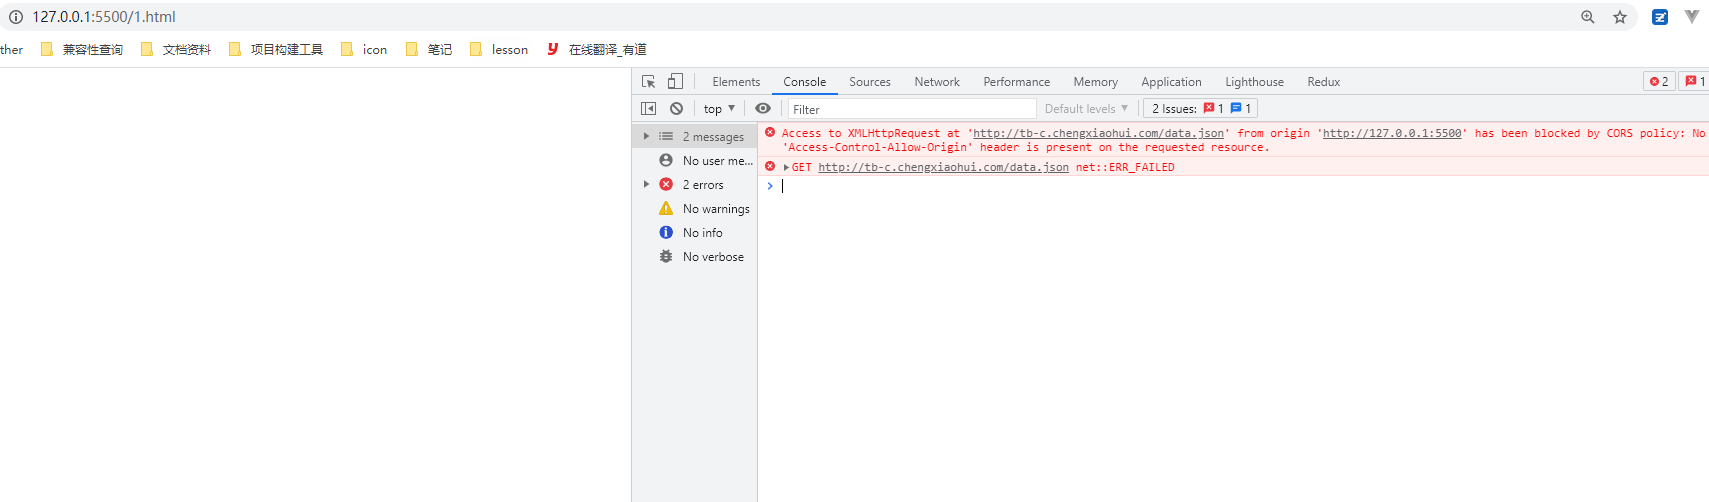 127.0.0.1:5500/1.html
ther 兼容性查询 文档资料 项目构建工具 icon 笔记 lesson 在线翻译_有道
Elements Console Sources Network Performance Memory Application Lighthouse Redux 2 1
top Filter Default levels 2 Issues: 1 1
2 messages
No user me...
2 errors
No warnings
No info
No verbose
Access to XMLHttpRequest at 'http://tb-c.chengxiaohui.com/data.json' from origin 'http://127.0.0.1:5500' has been blocked by CORS policy: No
'Access-Control-Allow-Origin' header is present on the requested resource.
GET http://tb-c.chengxiaohui.com/data.json net::ERR_FAILED